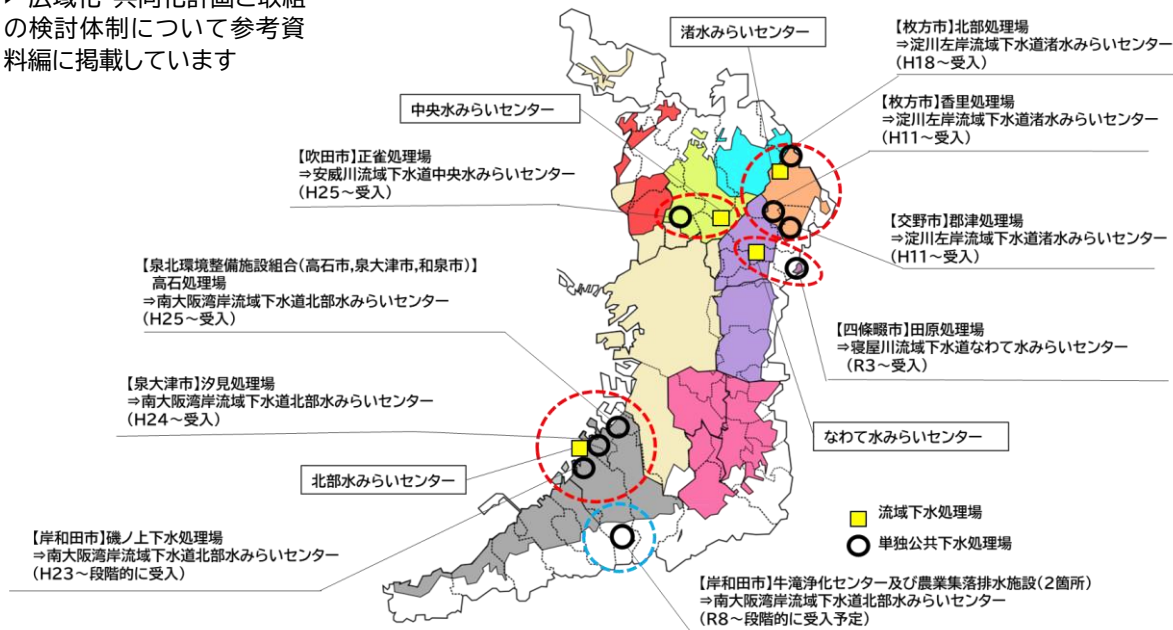 の検討体制について参考資
料編に掲載しています
渚水みらいセンター
【枚方市】北部処理場
⇒淀川左岸流域下水道渚水みらいセンター
(H18~受入)
中央水みらいセンター
【枚方市】香里処理場
⇒淀川左岸流域下水道渚水みらいセンター
(H11~受入)
【吹田市】正雀処理場
⇒安威川流域下水道中央水みらいセンター
(H25~受入)
【交野市】郡津処理場
⇒淀川左岸流域下水道渚水みらいセンター
(H11~受入)
【泉北環境整備施設組合(高石市,泉大津市,和泉市)】
高石処理場
⇒南大阪湾岸流域下水道北部水みらいセンター
(H25~受入)
【四條畷市】田原処理場
⇒寝屋川流域下水道なわて水みらいセンター
(R3~受入)
【泉大津市】汐見処理場
⇒南大阪湾岸流域下水道北部水みらいセンター
(H24~受入)
なわて水みらいセンター
北部水みらいセンター
流域下水処理場
単独公共下水処理場
【岸和田市】磯ノ上下水処理場
⇒南大阪湾岸流域下水道北部水みらいセンター
(H23~段階的に受入)
【岸和田市】牛滝浄化センター及び農業集落排水施設(2箇所)
⇒南大阪湾岸流域下水道北部水みらいセンター
(R8~段階的に受入予定)